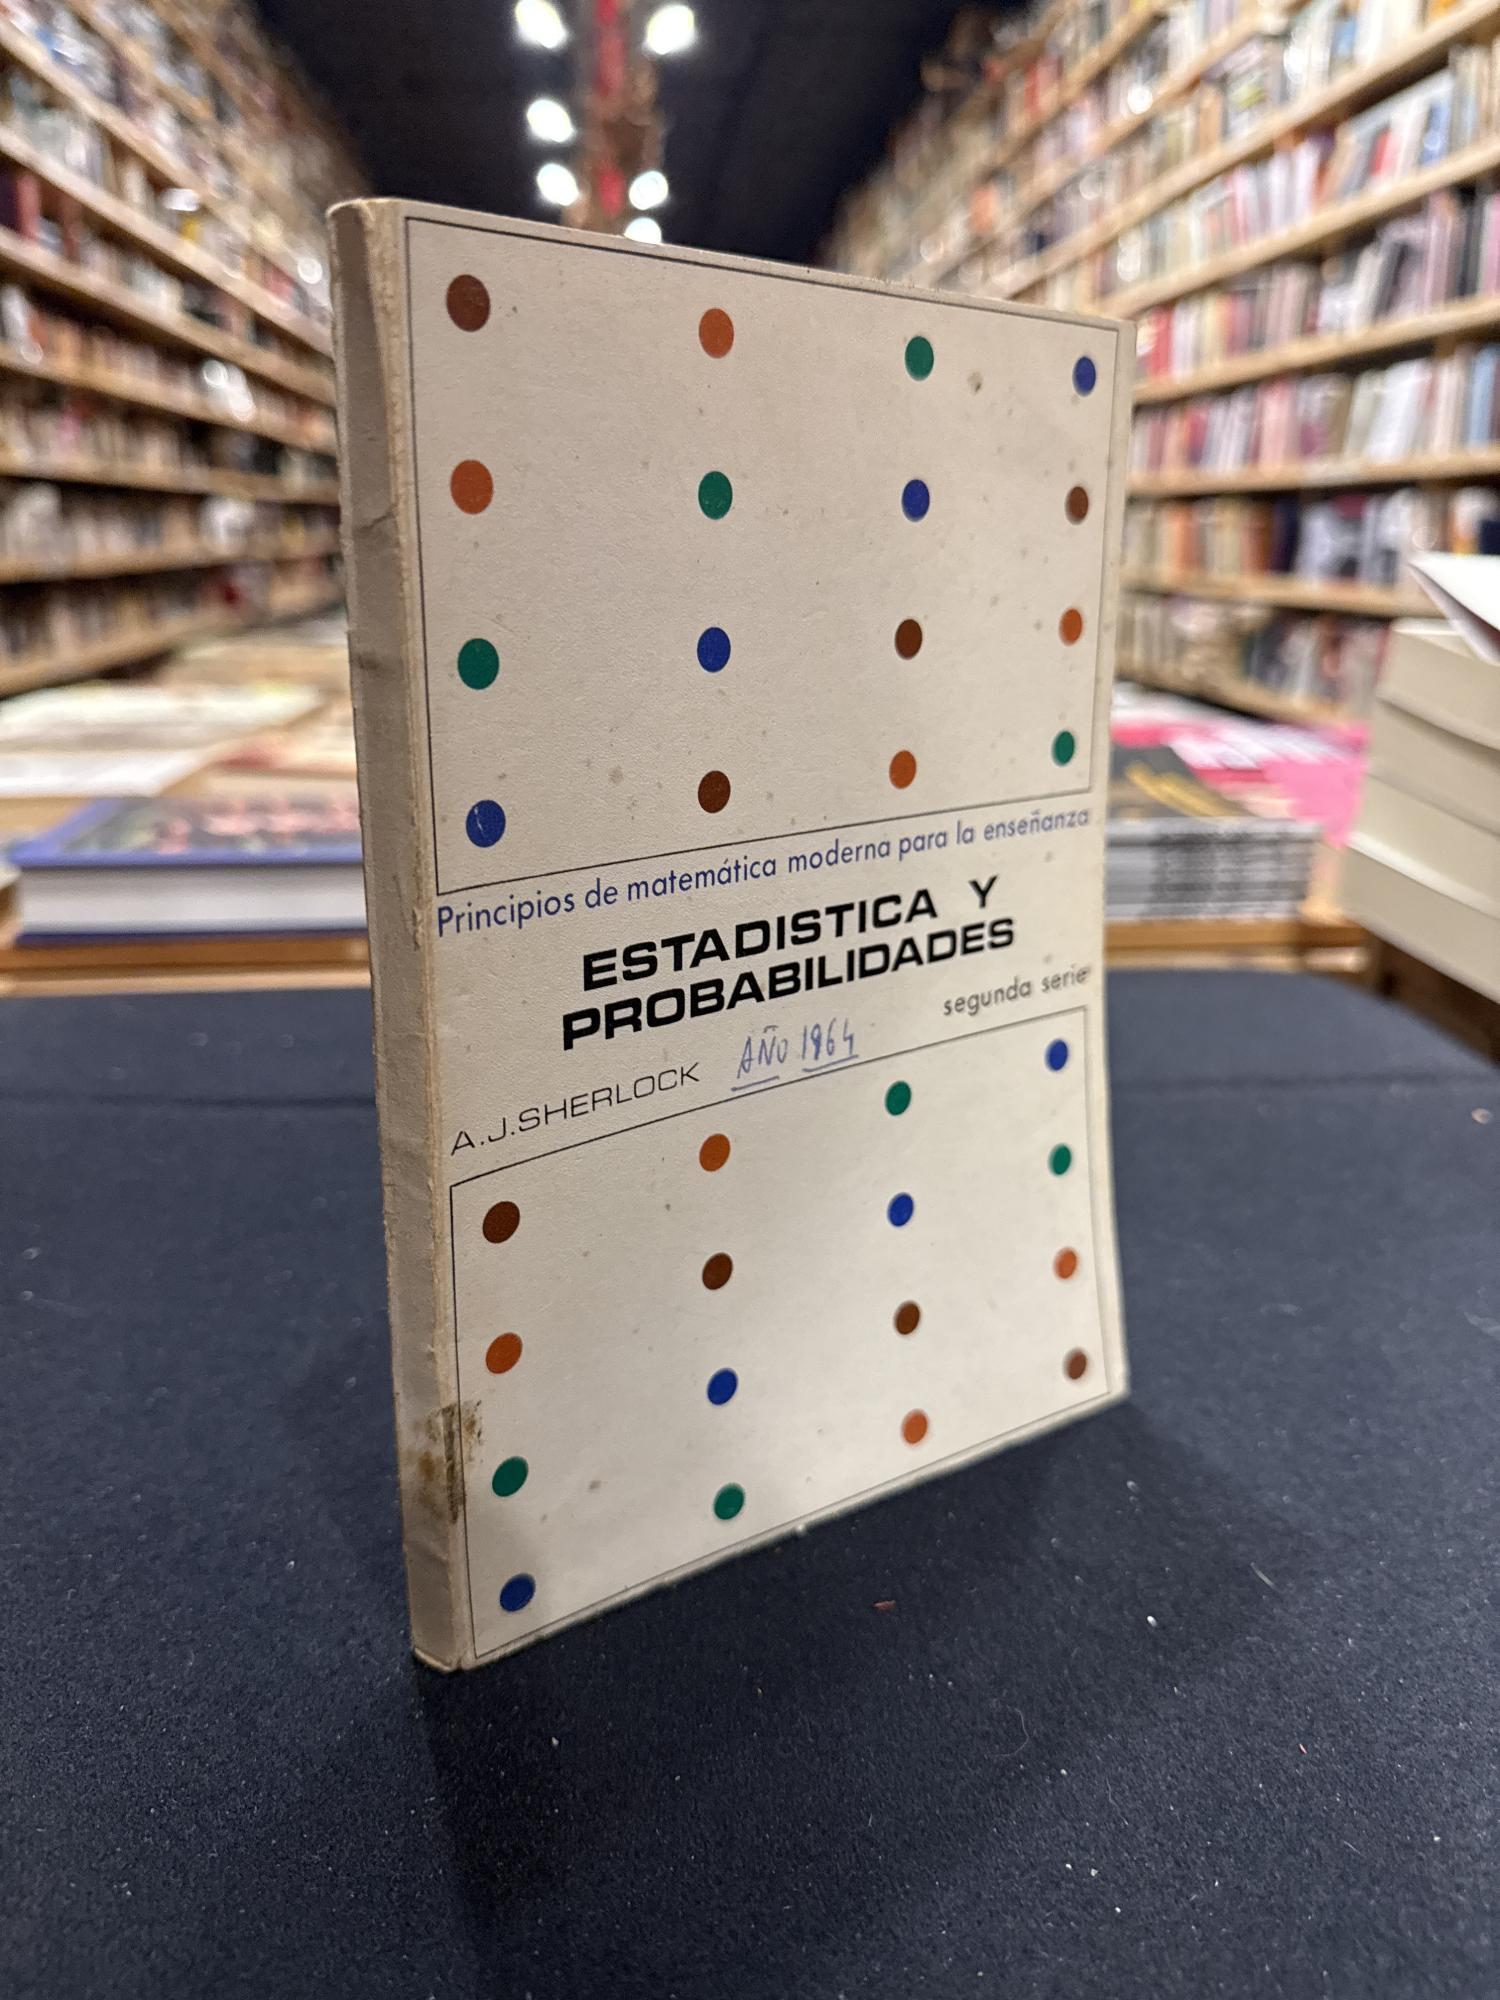 Principios de matemática moderna para la enseñanza
ESTADISTICA Y
PROBABILIDADES
segunda serie
A.J.SHERLOCK AÑO 1964